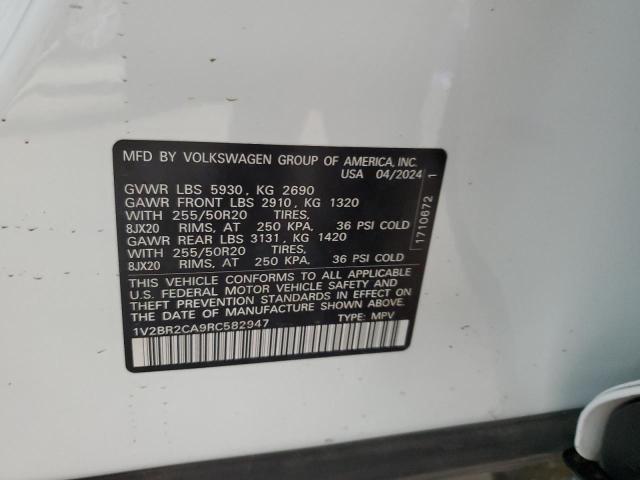 MFD BY VOLKSWAGEN GROUP OF AMERICA, INC.
USA 04/2024
GVWR LBS 5930, KG 2690
GAWR FRONT LBS 2910, KG 1320
WITH 255/50R20 TIRES,
8JX20 RIMS, AT 250 KPA, 36 PSI COLD
GAWR REAR LBS 3131, KG 1420
WITH 255/50R20 TIRES,
8JX20 RIMS, AT 250 KPA, 36 PSI COLD
THIS VEHICLE CONFORMS TO ALL APPLICABLE
U.S. FEDERAL MOTOR VEHICLE SAFETY AND
THEFT PREVENTION STANDARDS IN EFFECT ON
THE DATE OF MANUFACTURE SHOWN ABOVE.
1V2BR2CA9RC582947 TYPE: MPV
1710672 1